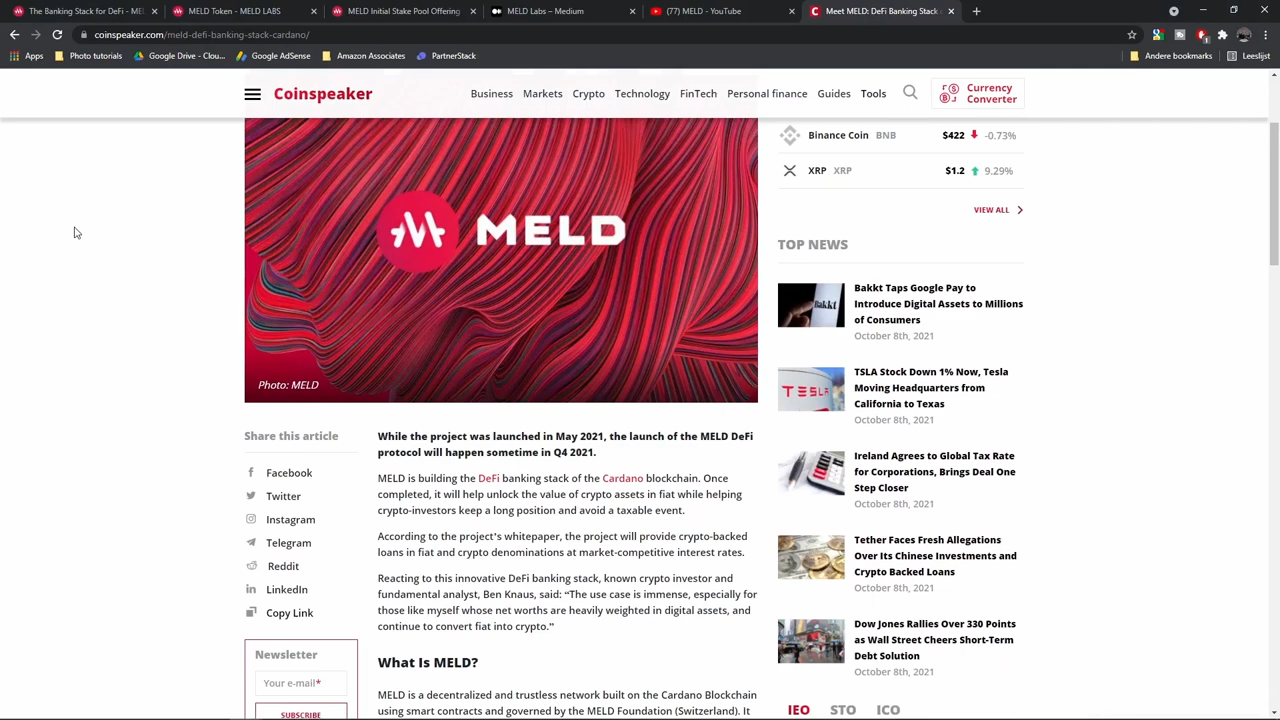 MELD Labs
MELD Token - MELD Labs
Initial Stake Pool Offering
MELD Labs – Medium
(77) MELD - YouTube
coinspeaker.com/meld-defi-banking-stack-cardano/
Apps
Photo tutorials
Google Drive - Clou...
Google AdSense
Amazon Associates
PartnerStack
Andere bookmarks
Leeslijst
Coinspeaker
Business
Markets
Crypto
Technology
FinTech
Personal finance
Guides
Tools
Currency
Converter
MELD
Photo: MELD
Share this article
Facebook
Twitter
Instagram
Telegram
Reddit
LinkedIn
Copy Link
Newsletter
Your e-mail*
SUBSCRIBE
While the project was launched in May 2021, the launch of the MELD DeFi
protocol will happen sometime in Q4 2021.
MELD is building the DeFi banking stack of the Cardano blockchain. Once
completed, it will help unlock the value of crypto assets in fiat while helping
crypto-investors keep a long position and avoid a taxable event.
According to the project's whitepaper, the project will provide crypto-backed
loans in fiat and crypto denominations at market-competitive interest rates.
Reacting to this innovative DeFi banking stack, known crypto investor and
fundamental analyst, Ben Knaus, said: “The use case is immense, especially for
those like myself whose net worths are heavily weighted in digital assets, and
continue to convert fiat into crypto.”
What Is MELD?
MELD is a decentralized and trustless network built on the Cardano Blockchain
using smart contracts and governed by the MELD Foundation (Switzerland). It
Binance Coin BNB $422 -0.73%
XRP XRP $1.2 9.29%
VIEW ALL
TOP NEWS
Bakkt
Bakkt Taps Google Pay to
Introduce Digital Assets to Millions
of Consumers
October 8th, 2021
TESLA
TSLA Stock Down 1% Now, Tesla
Moving Headquarters from
California to Texas
October 8th, 2021
Ireland Agrees to Global Tax Rate
for Corporations, Brings Deal One
Step Closer
October 8th, 2021
Tether Faces Fresh Allegations
Over Its Chinese Investments and
Crypto Backed Loans
October 8th, 2021
Dow Jones Rallies Over 330 Points
as Wall Street Cheers Short-Term
Debt Solution
October 8th, 2021
IEO STO ICO